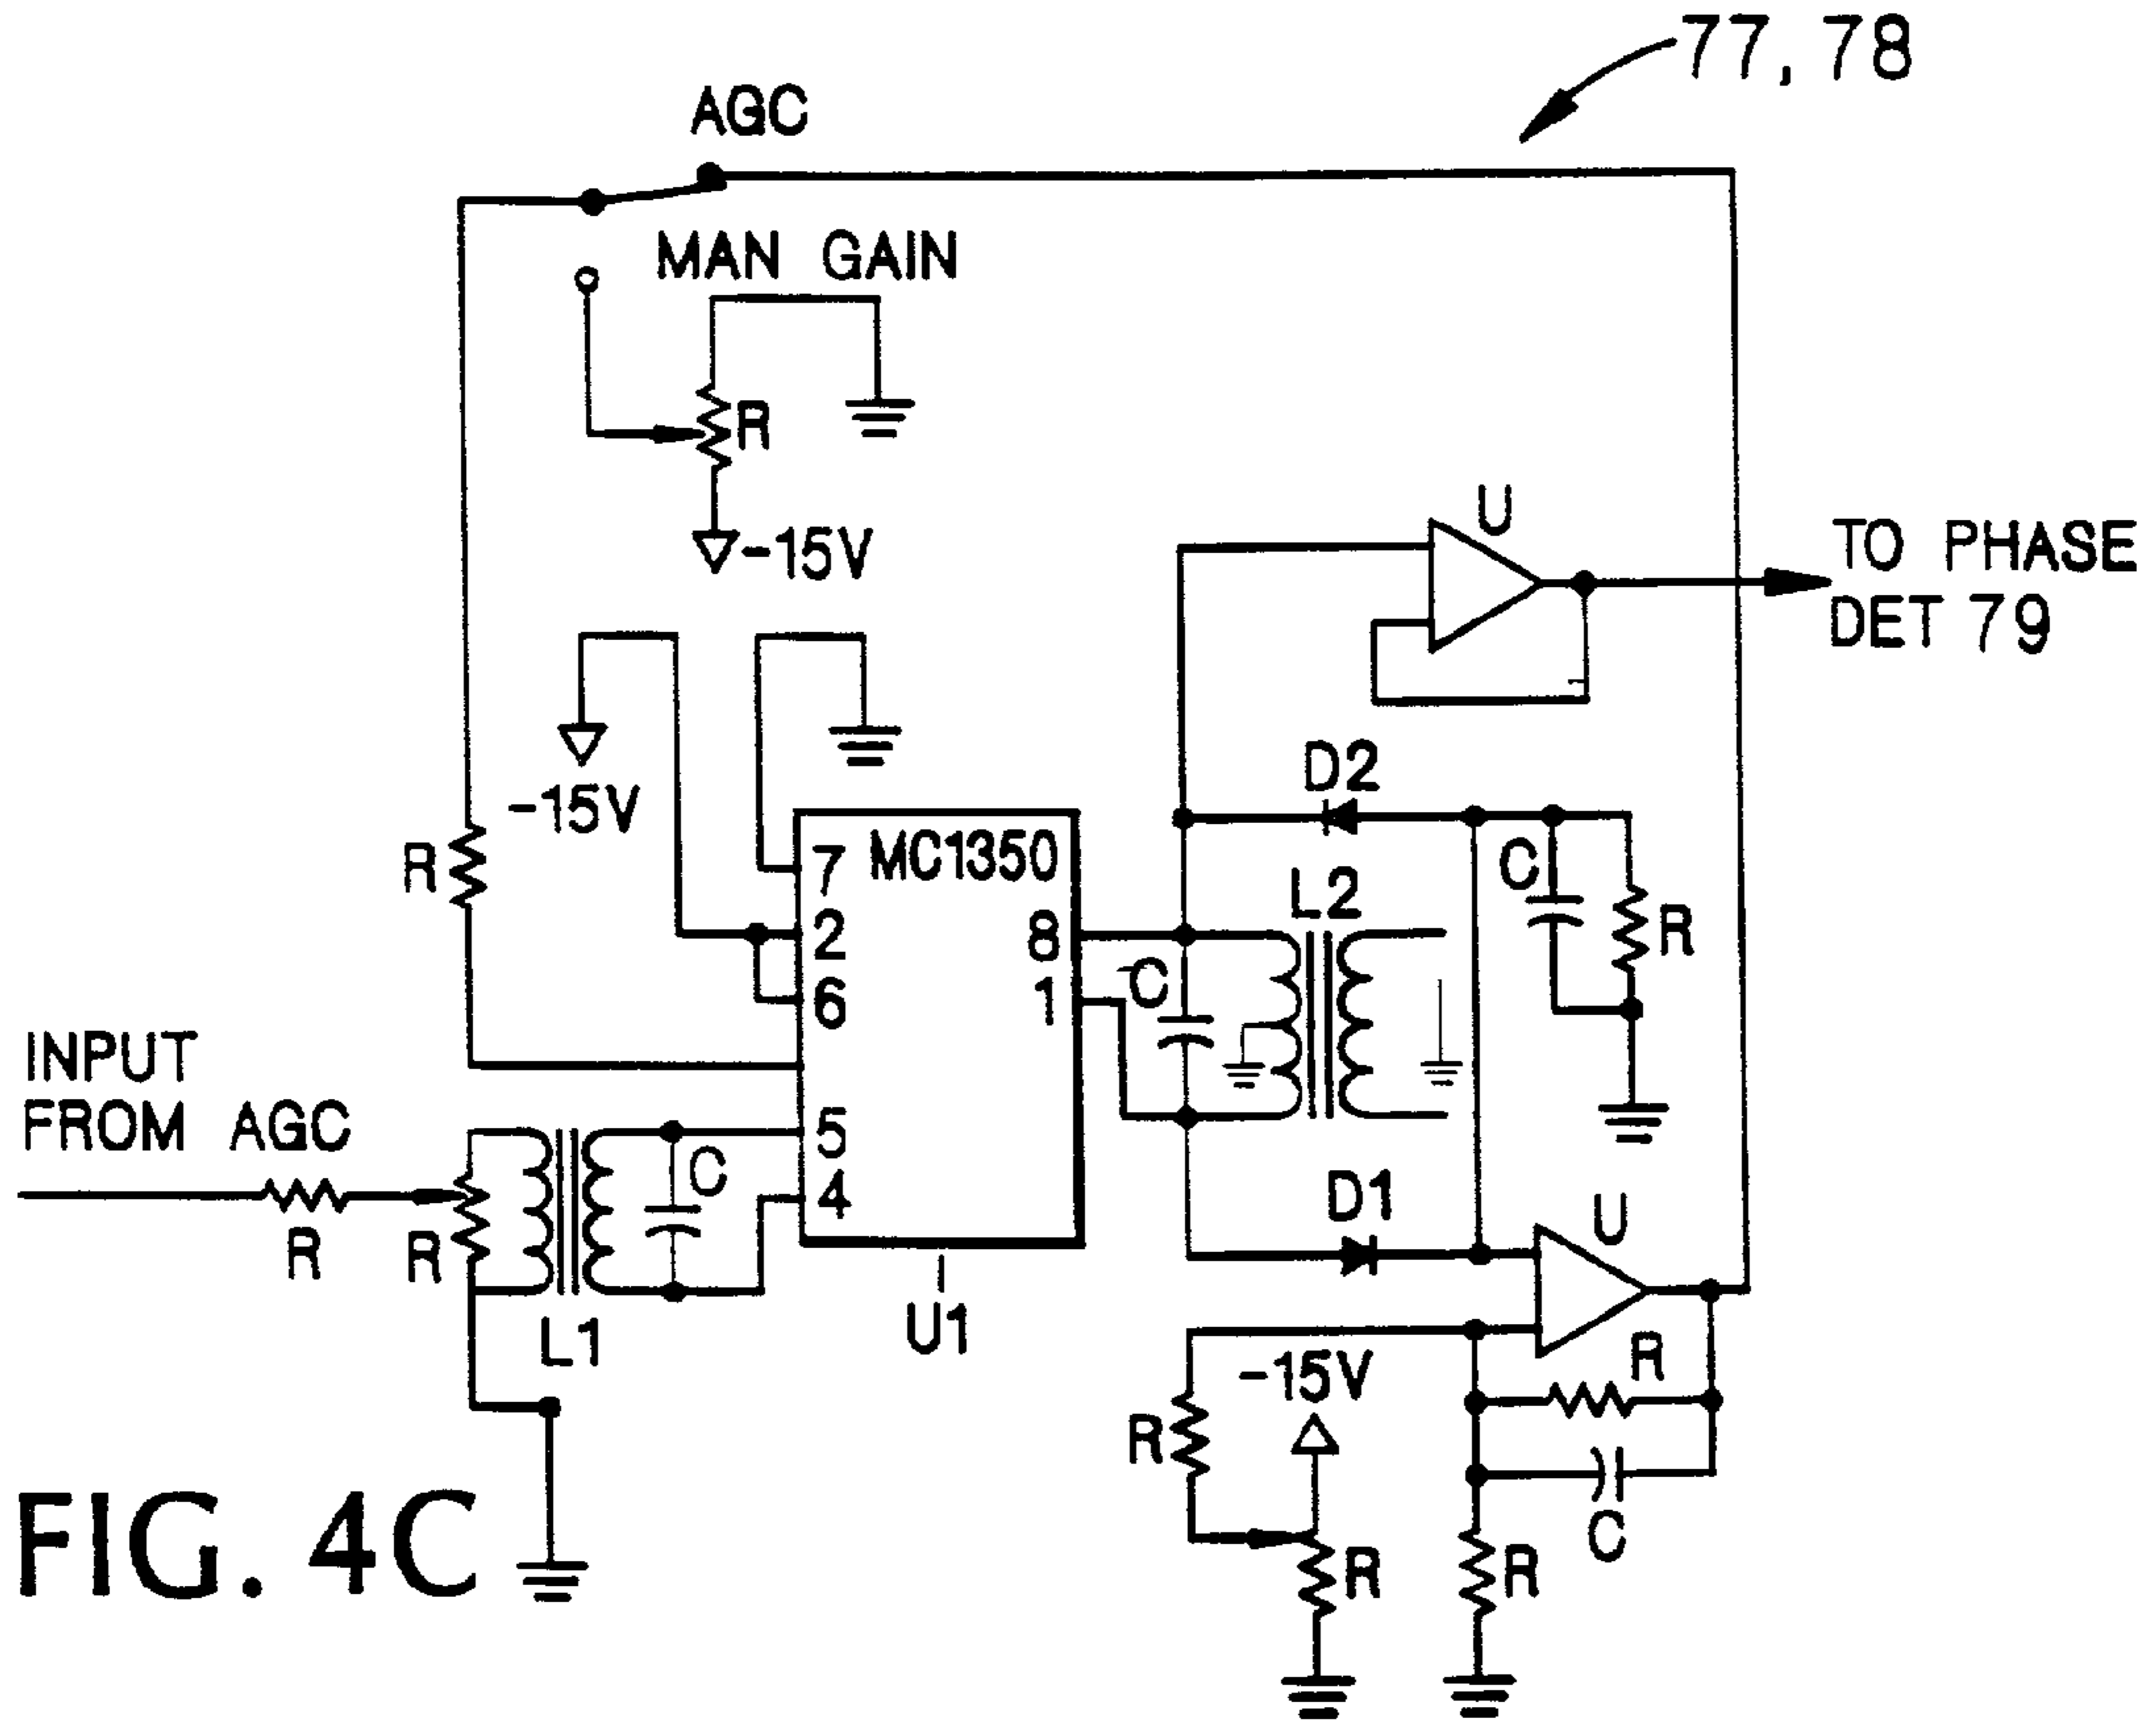 77, 78
AGC
MAN GAIN
R
-15V
U
TO PHASE
DET 79
-15V
D2
R
7
MC1350
2
8
6
1
C
L2
C
R
INPUT
FROM AGC
5
4
C
R
R
L1
U1
D1
U
-15V
R
R
C
R
R
FIG. 4C